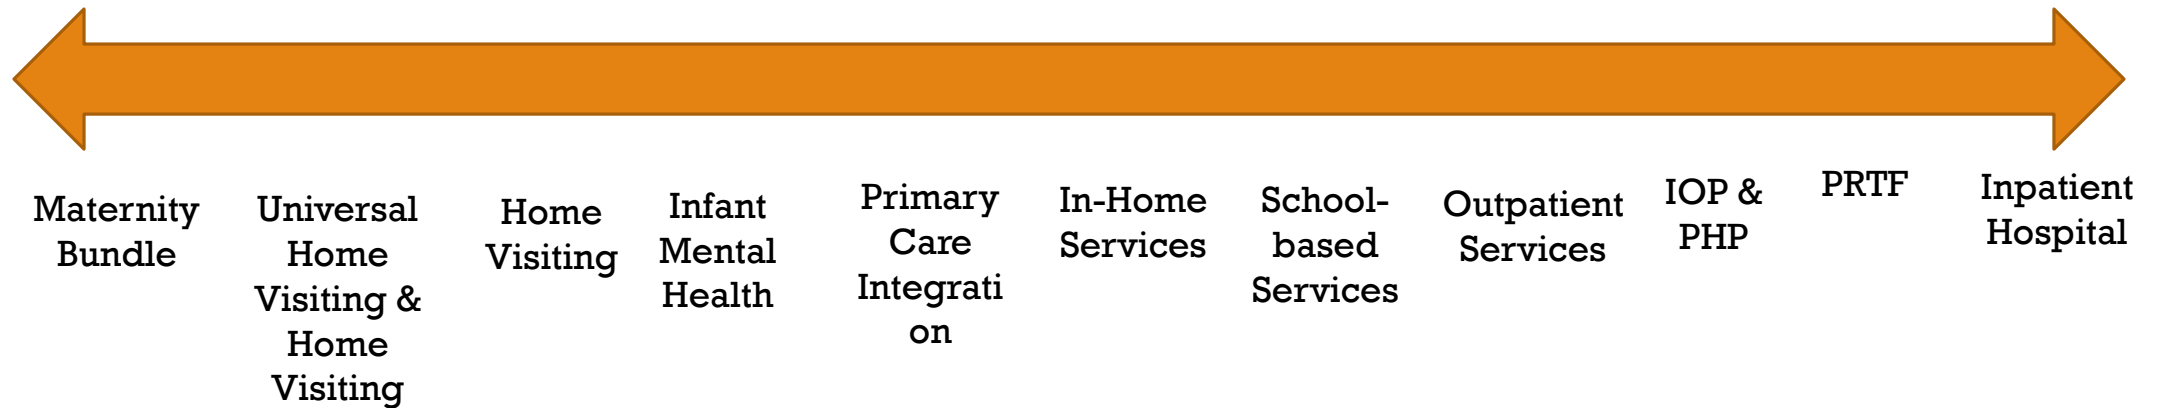 Maternity
Bundle
Universal
Home
Visiting &
Home
Visiting
Home
Visiting
Infant
Mental
Health
Primary
Care
Integrati
on
In-Home
Services
School-
based
Services
Outpatient
Services
IOP &
PHP
PRTF
Inpatient
Hospital